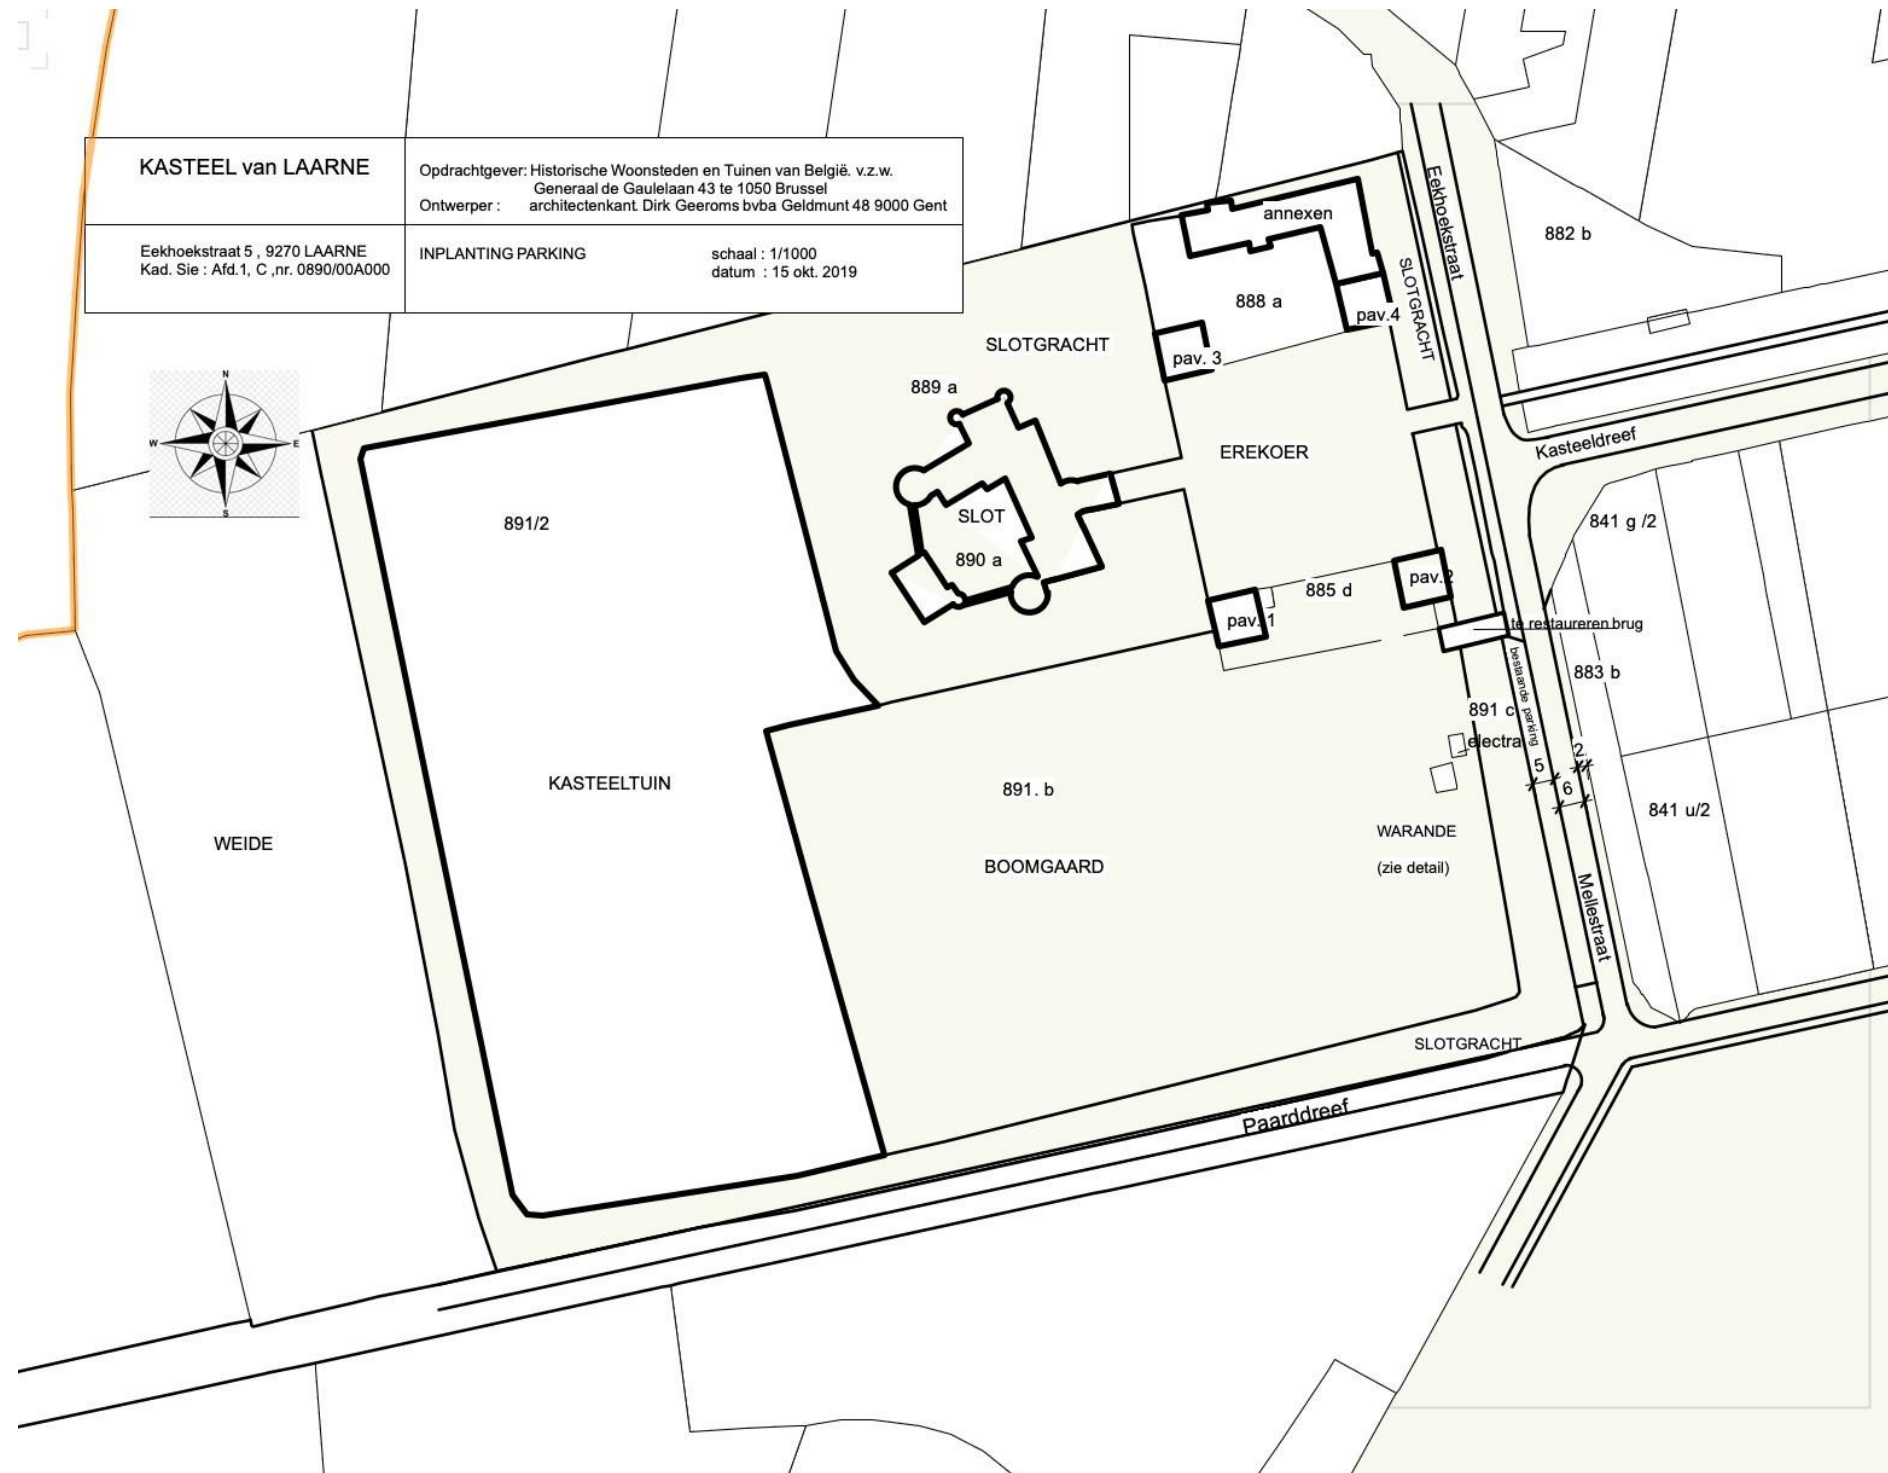 KASTEEL van LAARNE
Opdrachtgever: Historische Woonsteden en Tuinen van België. v.z.w.
Generaal de Gaulelaan 43 te 1050 Brussel
Ontwerper : architectenkant. Dirk Geeroms bvba Geldmunt 48 9000 Gent
Eekhoekstraat 5 , 9270 LAARNE
Kad. Sie : Afd.1, C ,nr. 0890/00A000
INPLANTING PARKING
schaal : 1/1000
datum : 15 okt. 2019
N
W
E
S
annexen
Eekhoekstraat
882 b
888 a
SLOTGRACHT
pav.4
pav. 3
SLOTGRACHT
889 a
EREKOER
Kasteeldreef
SLOT
890 a
891/2
841 g /2
pav.2
885 d
pav. 1
te restaureren brug
bestaande parking
883 b
891 c
electra
2
5
6
KASTEELTUIN
891. b
841 u/2
WARANDE
(zie detail)
WEIDE
BOOMGAARD
Mellestraat
SLOTGRACHT
Paarddreef